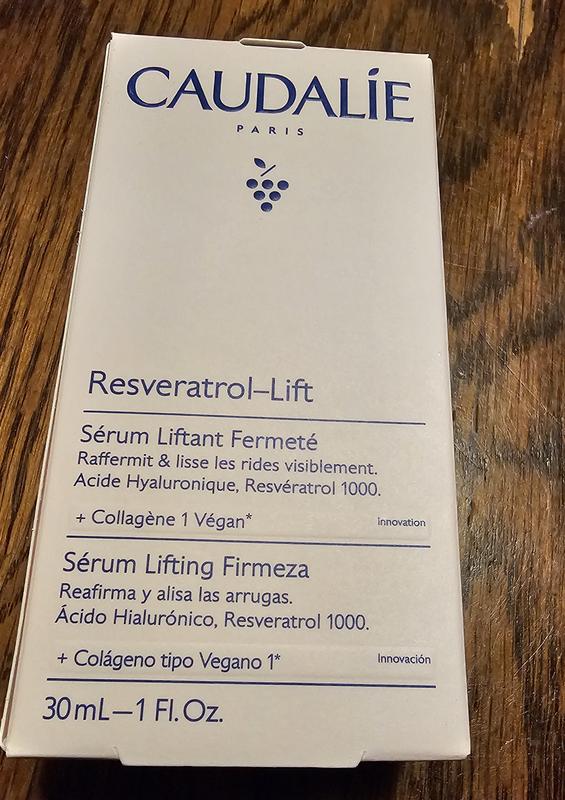 CAUDALÍE
PARIS
Resveratrol–Lift
Sérum Liftant Fermeté
Raffermit & lisse les rides visiblement.
Acide Hyaluronique, Resvératrol 1000.
+ Collagène 1 Végan* innovation
Sérum Lifting Firmeza
Reafirma y alisa las arrugas.
Ácido Hialurónico, Resveratrol 1000.
+ Colágeno tipo Vegano 1* Innovación
30mL—1 Fl. Oz.